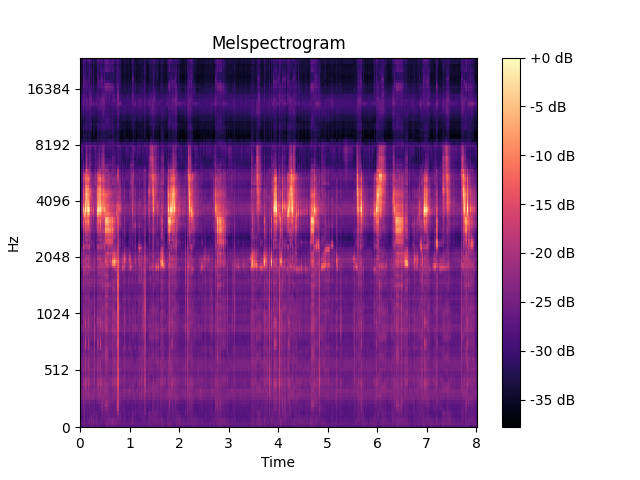 Melspectrogram
Hz
16384
8192
4096
2048
1024
512
0
0 1 2 3 4 5 6 7 8
Time
+0 dB
-5 dB
-10 dB
-15 dB
-20 dB
-25 dB
-30 dB
-35 dB